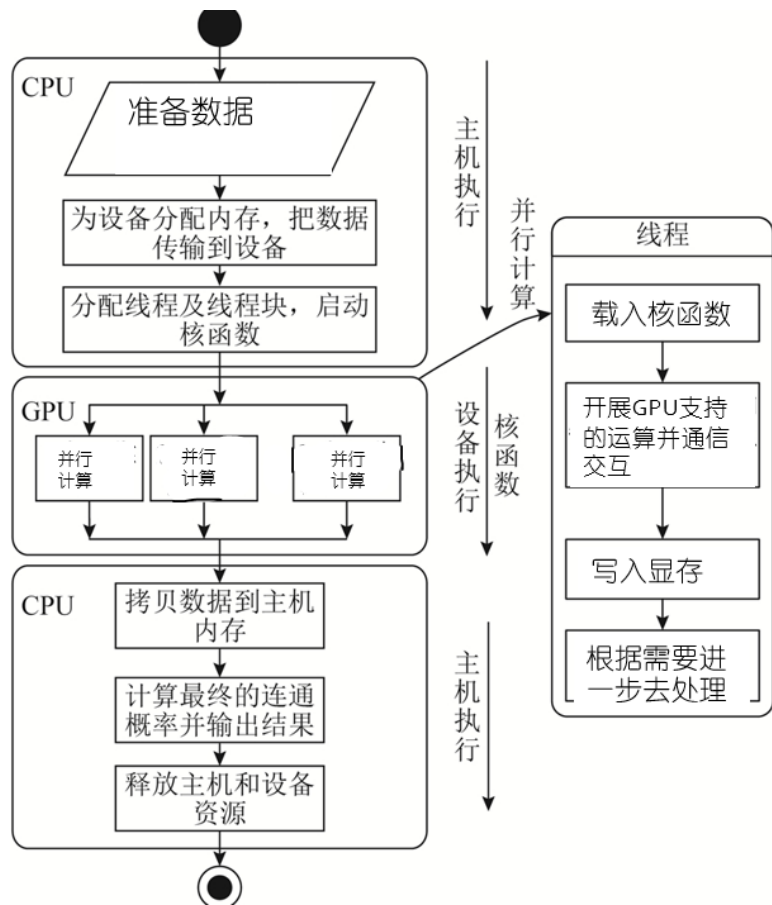 CPU
准备数据
为设备分配内存，把数据
传输到设备
分配线程及线程块，启动
核函数
主机执行
GPU
并行
计算
并行
计算
并行
计算
设备执行
核函数
CPU
拷贝数据到主机
内存
计算最终的连通
概率并输出结果
释放主机和设备
资源
主机执行
并行计算
线程
载入核函数
开展GPU支持
的运算并通信
交互
写入显存
根据需要进
一步去处理